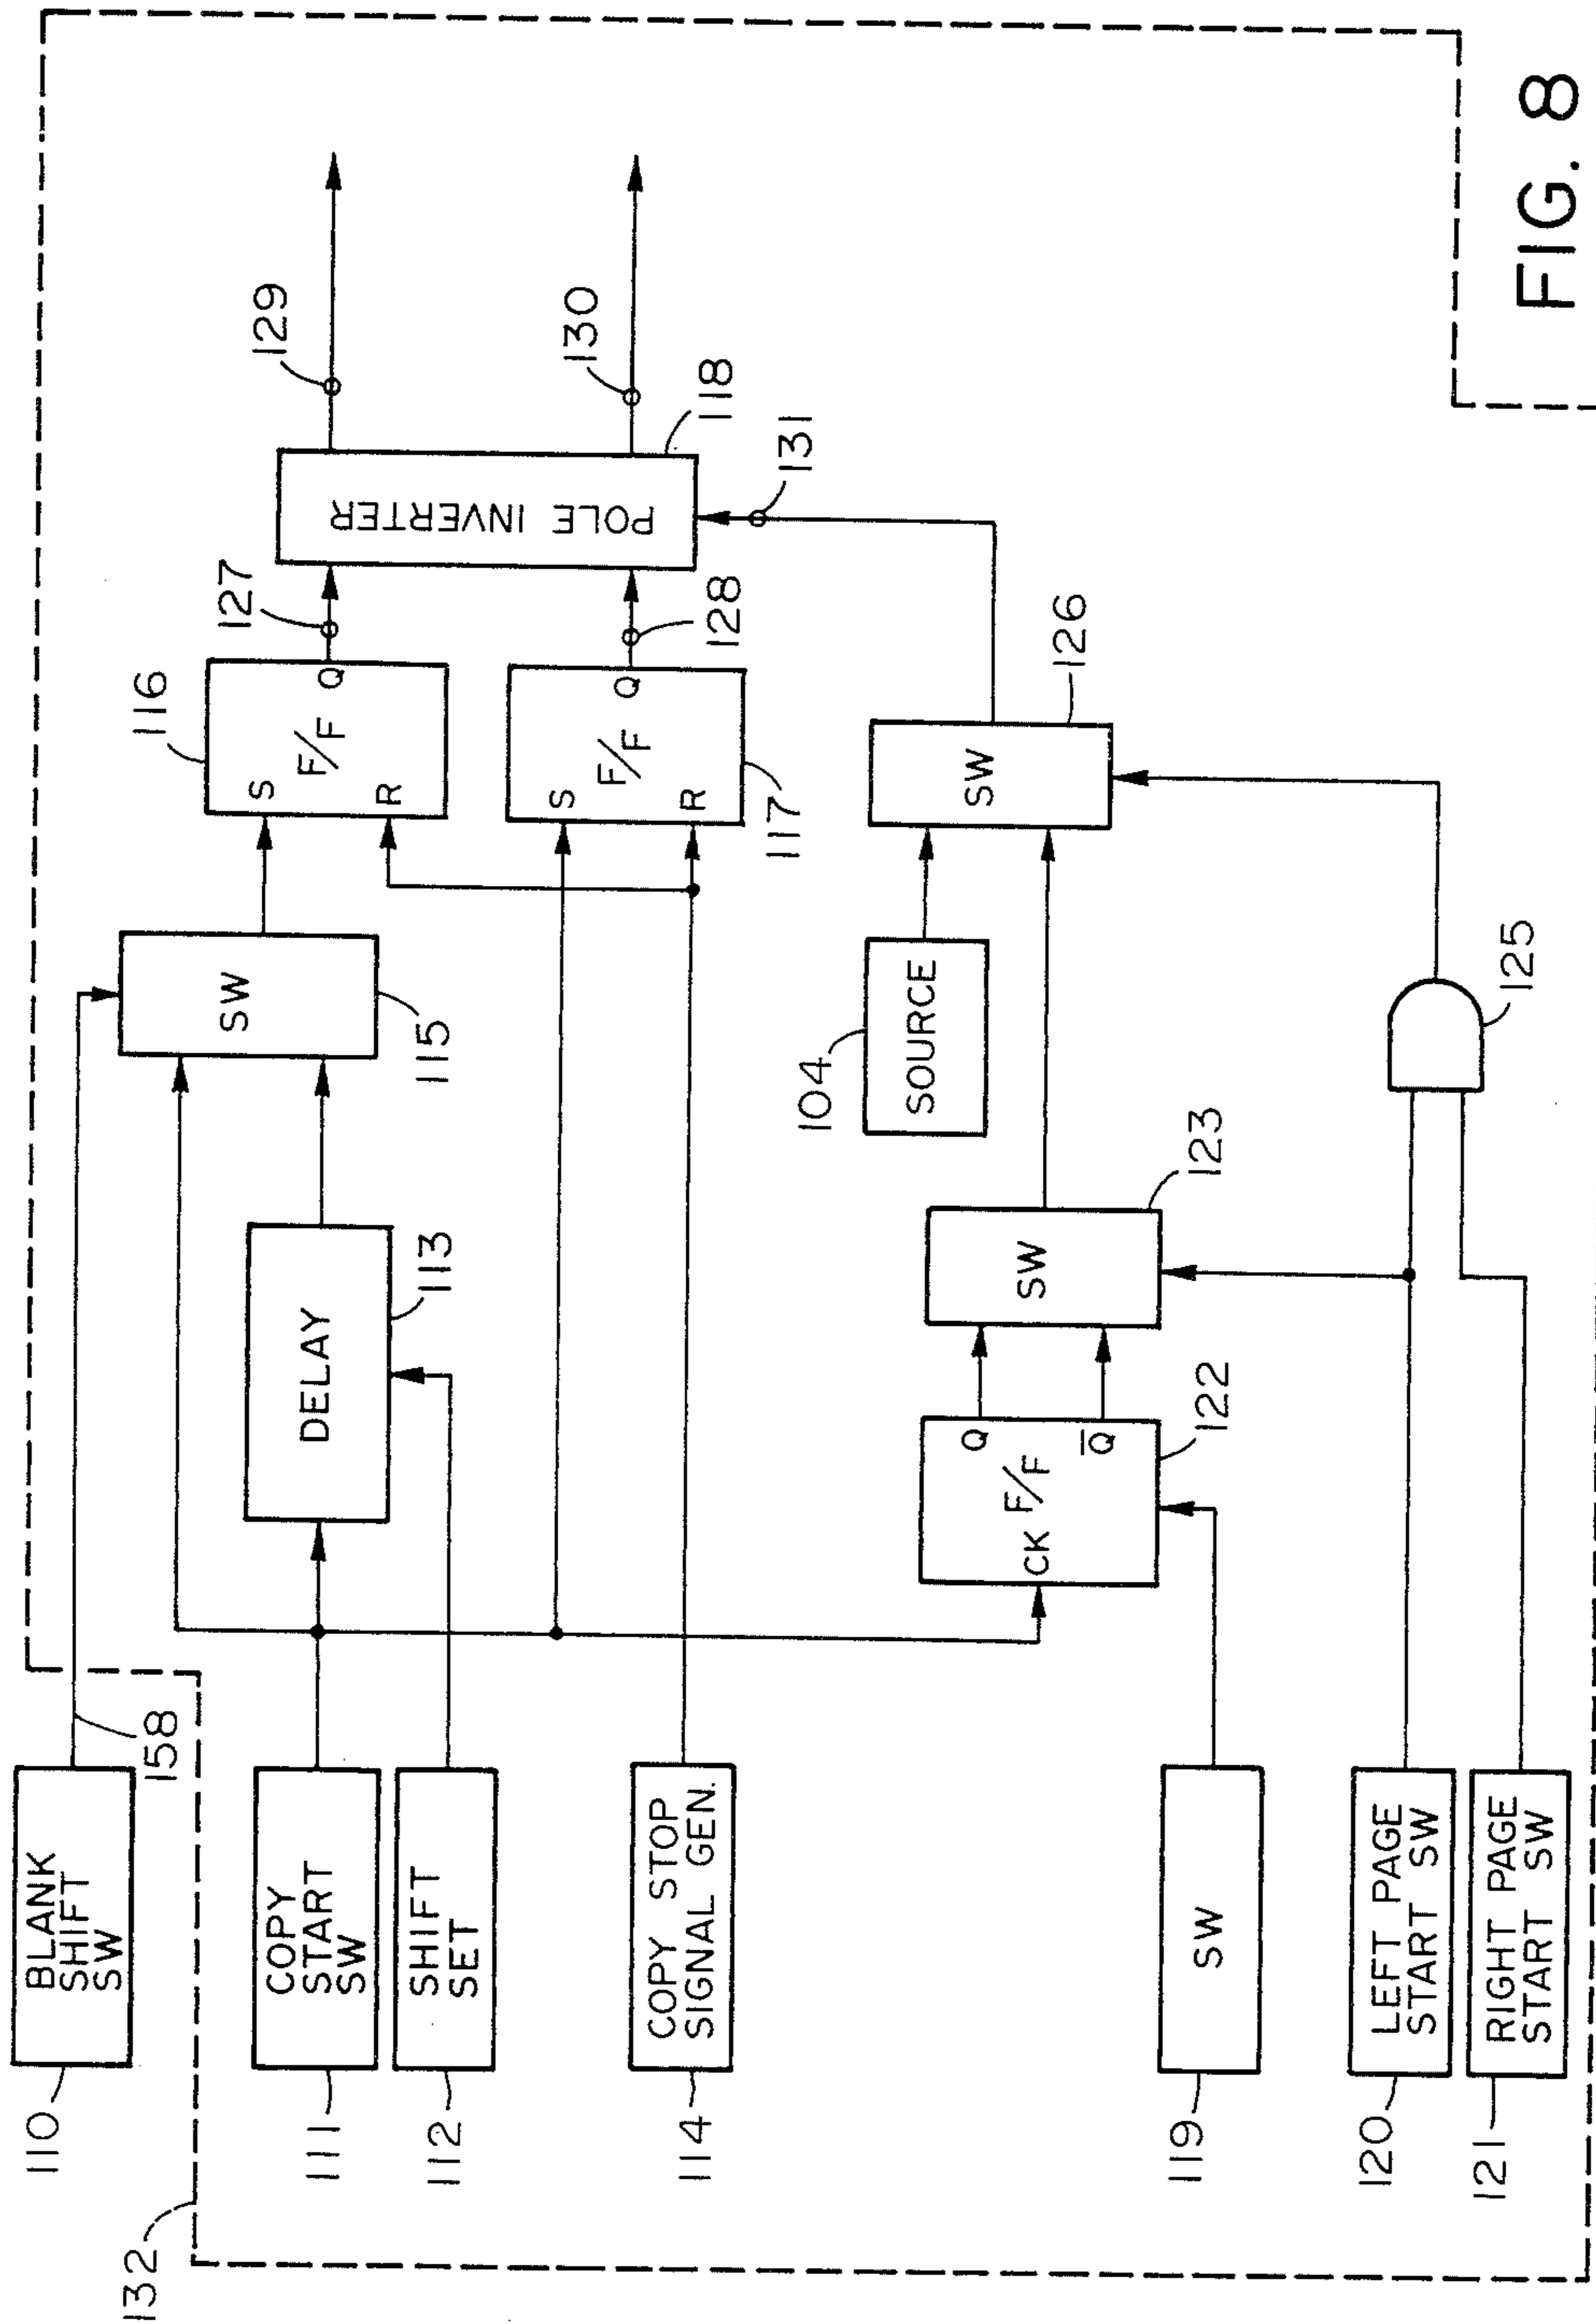 110
BLANK
SHIFT
SW
158
132
111
COPY
START
SW
112
SHIFT
SET
DELAY
113
SW
115
114
COPY STOP
SIGNAL GEN.
116
S
F/F
Q
R
127
129
S
F/F
Q
R
117
128
130
POLE INVERTER
118
131
104
SOURCE
SW
126
119
SW
CK
F/F
Q
Q̅
122
SW
123
120
LEFT PAGE
START SW
121
RIGHT PAGE
START SW
125
FIG. 8